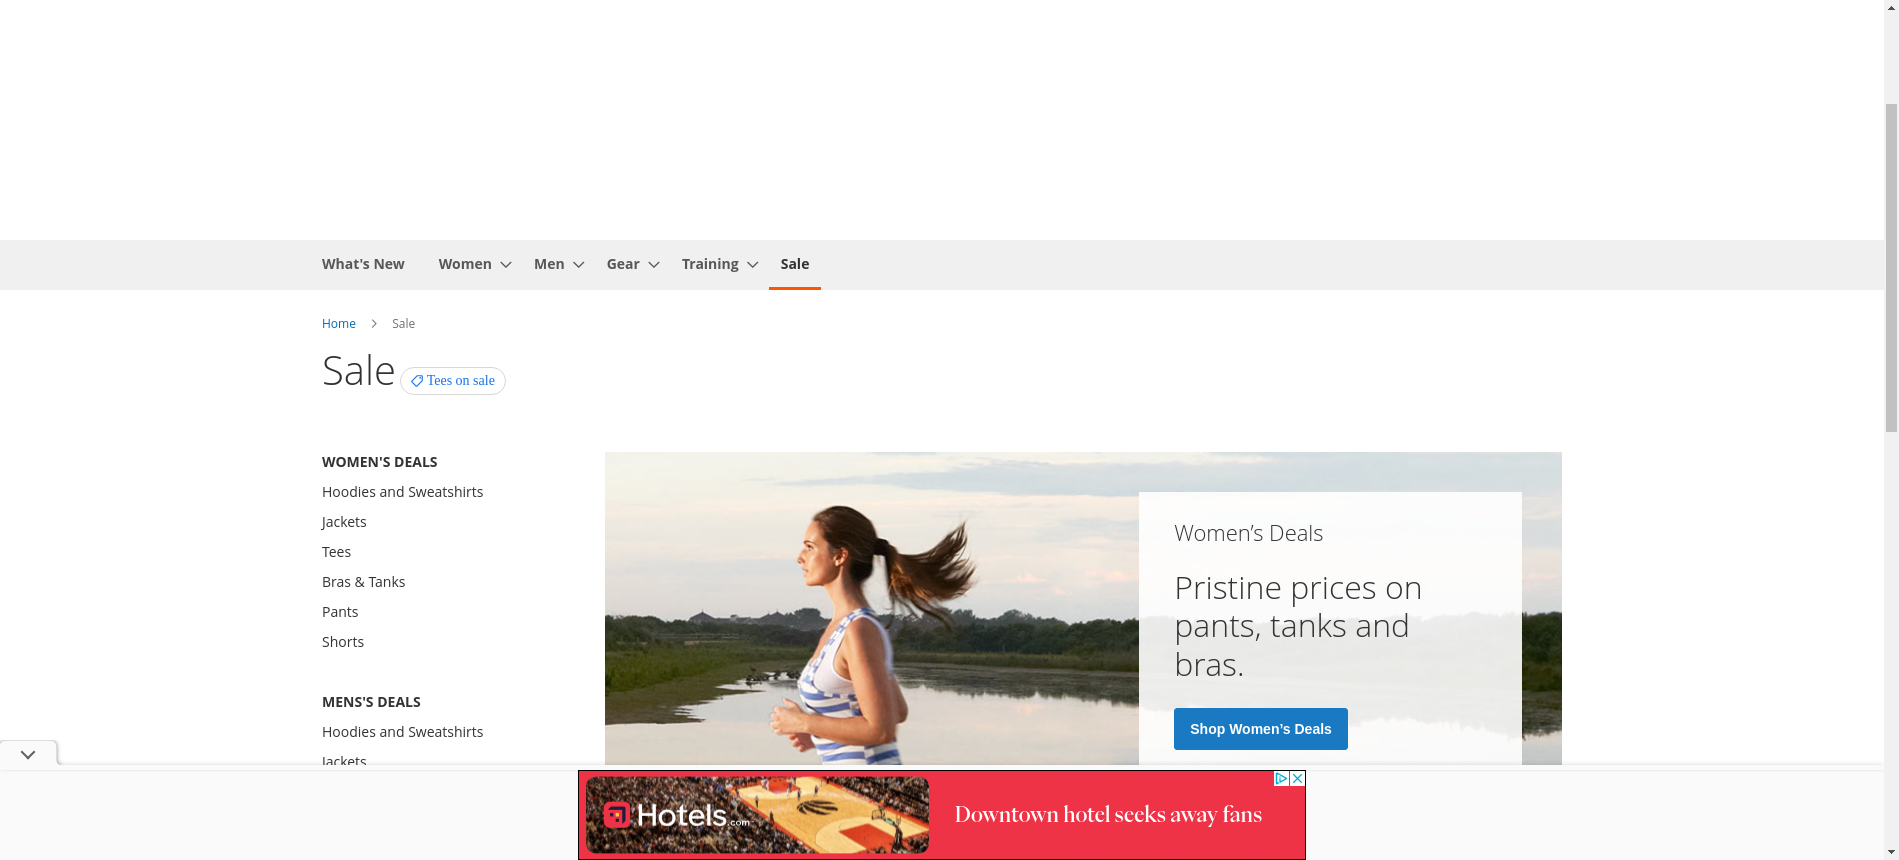 What's New Women Men Gear Training Sale
Home Sale
Sale Tees on sale
WOMEN'S DEALS
Hoodies and Sweatshirts
Jackets
Tees
Bras & Tanks
Pants
Shorts
MENS'S DEALS
Hoodies and Sweatshirts
Jackets
Women's Deals
Pristine prices on
pants, tanks and
bras.
Shop Women's Deals
Hotels.com
Downtown hotel seeks away fans